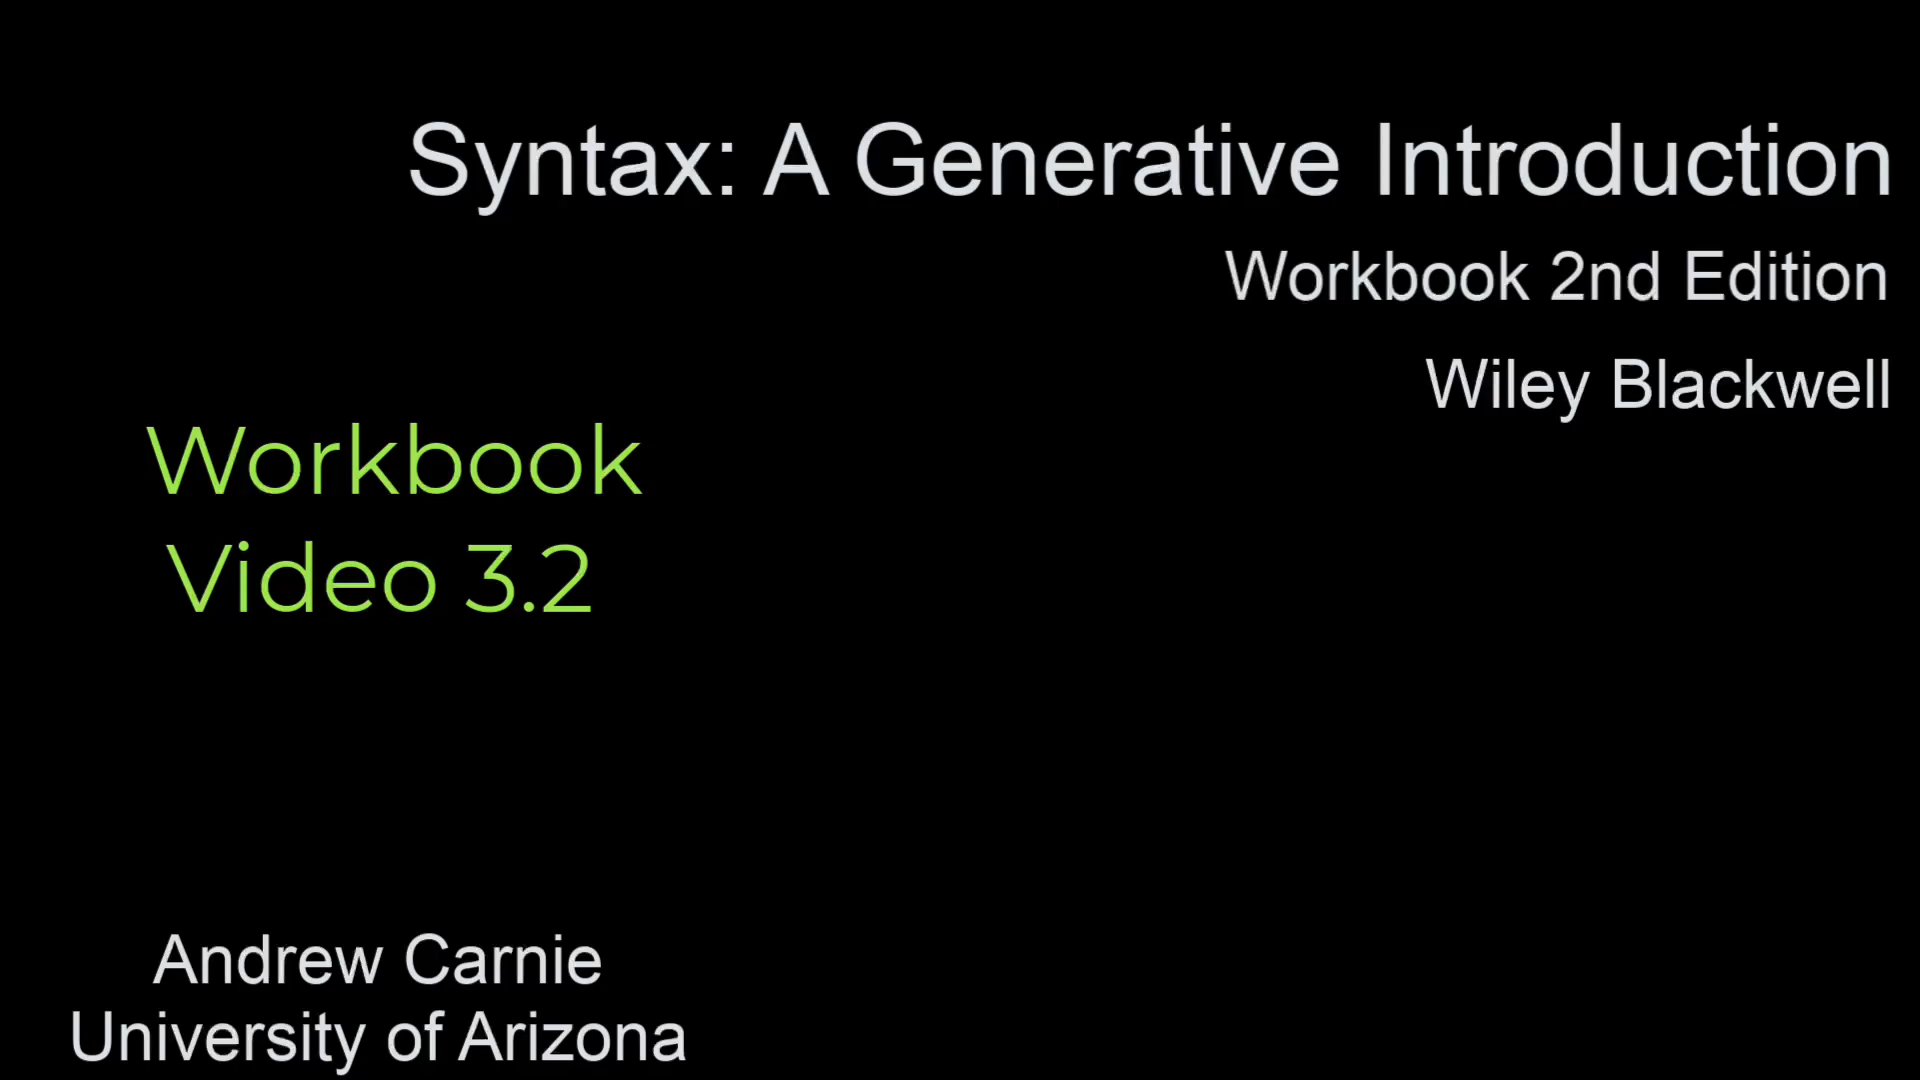 Syntax: A Generative Introduction
Workbook 2nd Edition
Wiley Blackwell
Workbook
Video 3.2
Andrew Carnie
University of Arizona